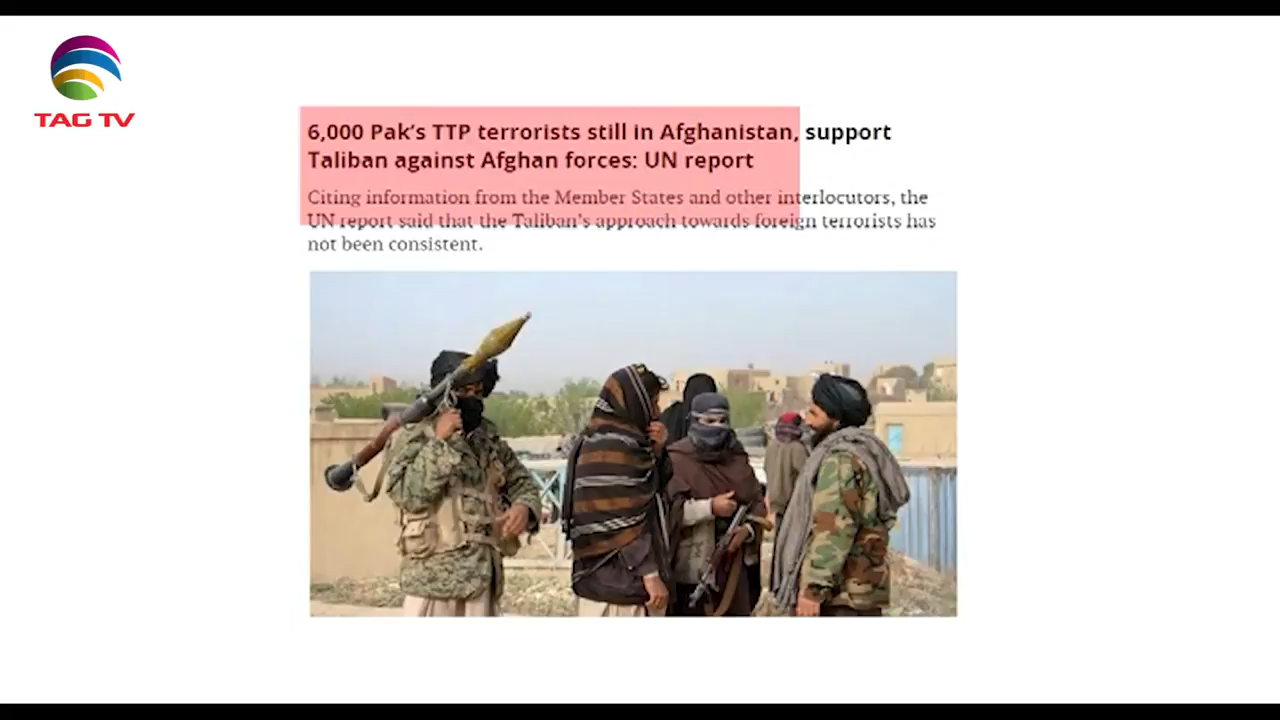 TAG TV
6,000 Pak's TTP terrorists still in Afghanistan, support
Taliban against Afghan forces: UN report
Citing information from the Member States and other interlocutors, the
UN report said that the Taliban's approach towards foreign terrorists has
not been consistent.